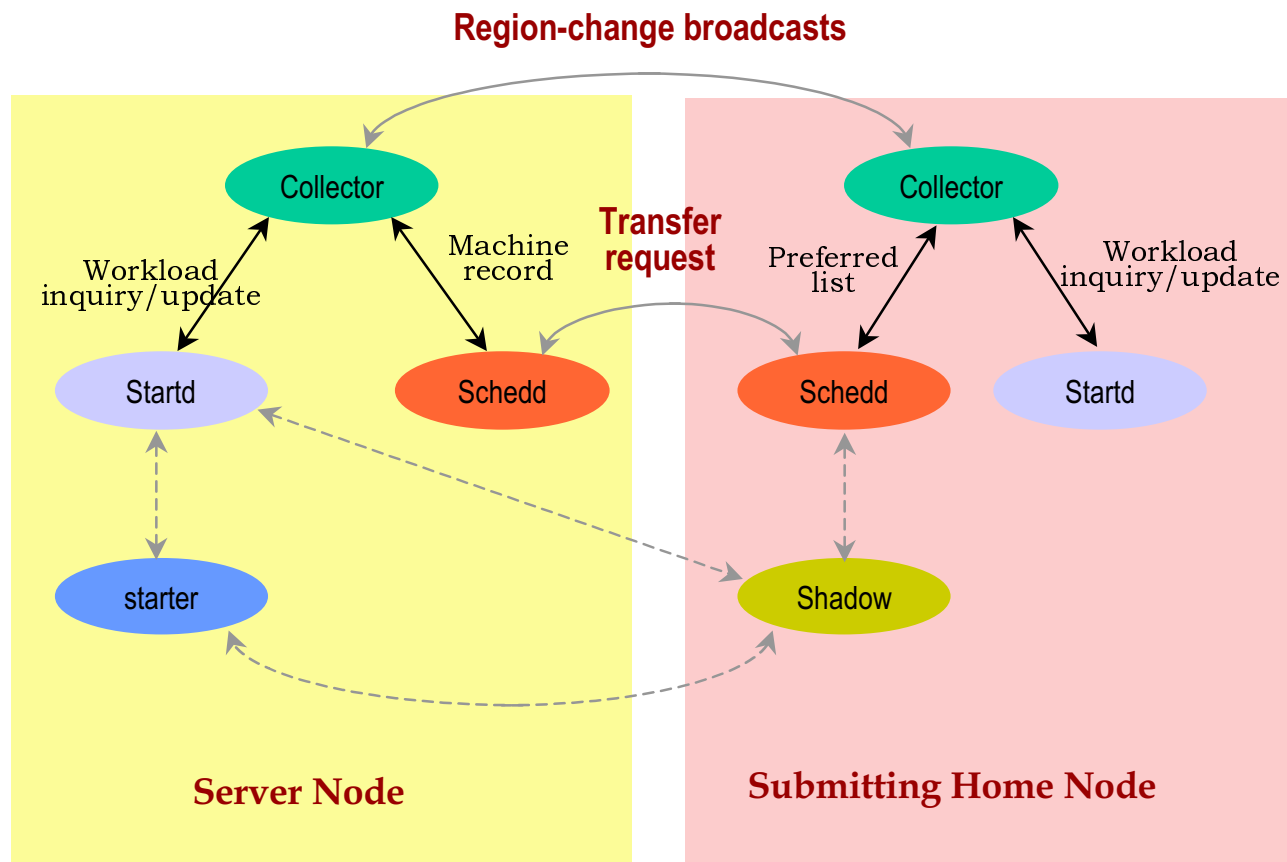 Region-change broadcasts
Collector
Collector
Transfer
request
Machine
record
Workload
inquiry/update
Preferred
list
Workload
inquiry/update
Startd
Schedd
Schedd
Startd
starter
Shadow
Server Node
Submitting Home Node